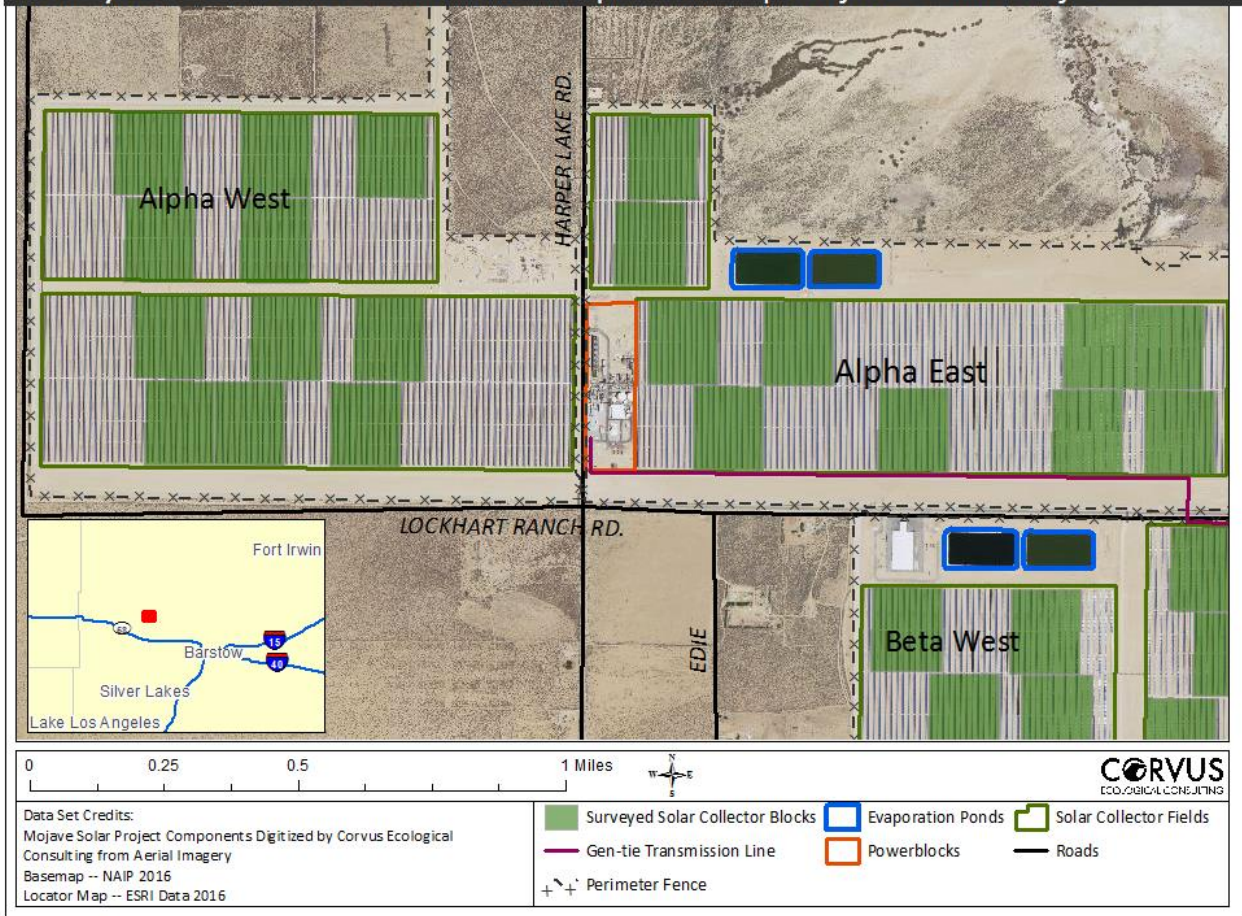 HARPER LAKE RD.
Alpha West
Alpha East
LOCKHART RANCH RD.
EDIE
Beta West
Fort Irwin
58
15
Barstow
40
Silver Lakes
Lake Los Angeles
0 0.25 0.5 1 Miles
N
W E
S
CORVUS
ECOLOGICAL CONSULTING
Data Set Credits:
Mojave Solar Project Components Digitized by Corvus Ecological
Consulting from Aerial Imagery
Basemap -- NAIP 2016
Locator Map -- ESRI Data 2016
Surveyed Solar Collector Blocks
Evaporation Ponds
Solar Collector Fields
Gen-tie Transmission Line
Powerblocks
Roads
Perimeter Fence